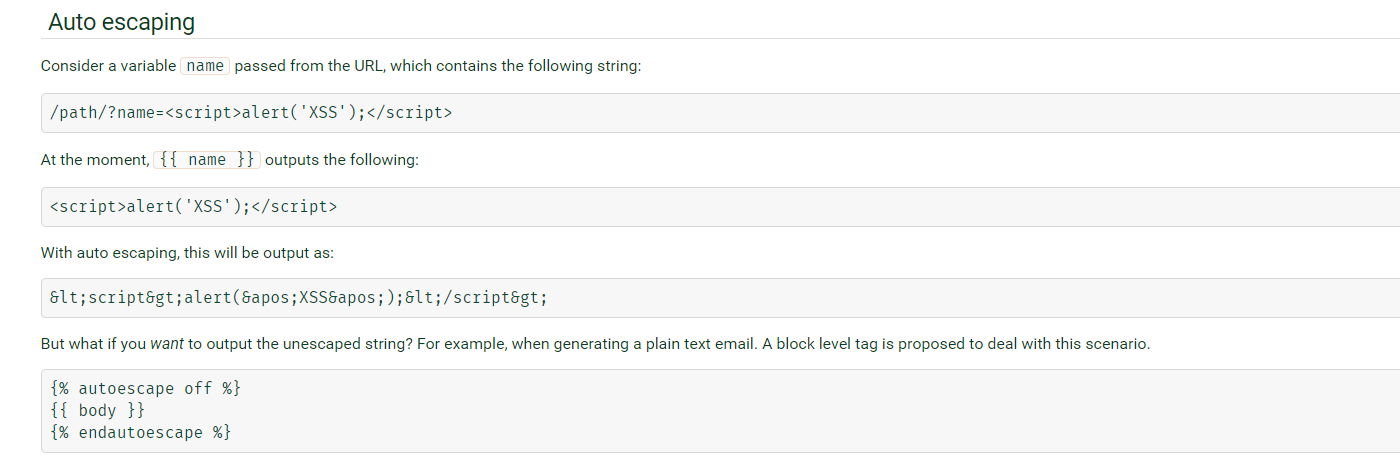 Auto escaping
Consider a variable name passed from the URL, which contains the following string:
/path/?name=<script>alert('XSS');</script>
At the moment, {{ name }} outputs the following:
<script>alert('XSS');</script>
With auto escaping, this will be output as:
&lt;script&gt;alert(&apos;XSS&apos;);&lt;/script&gt;
But what if you want to output the unescaped string? For example, when generating a plain text email. A block level tag is proposed to deal with this scenario.
{% autoescape off %}
{{ body }}
{% endautoescape %}